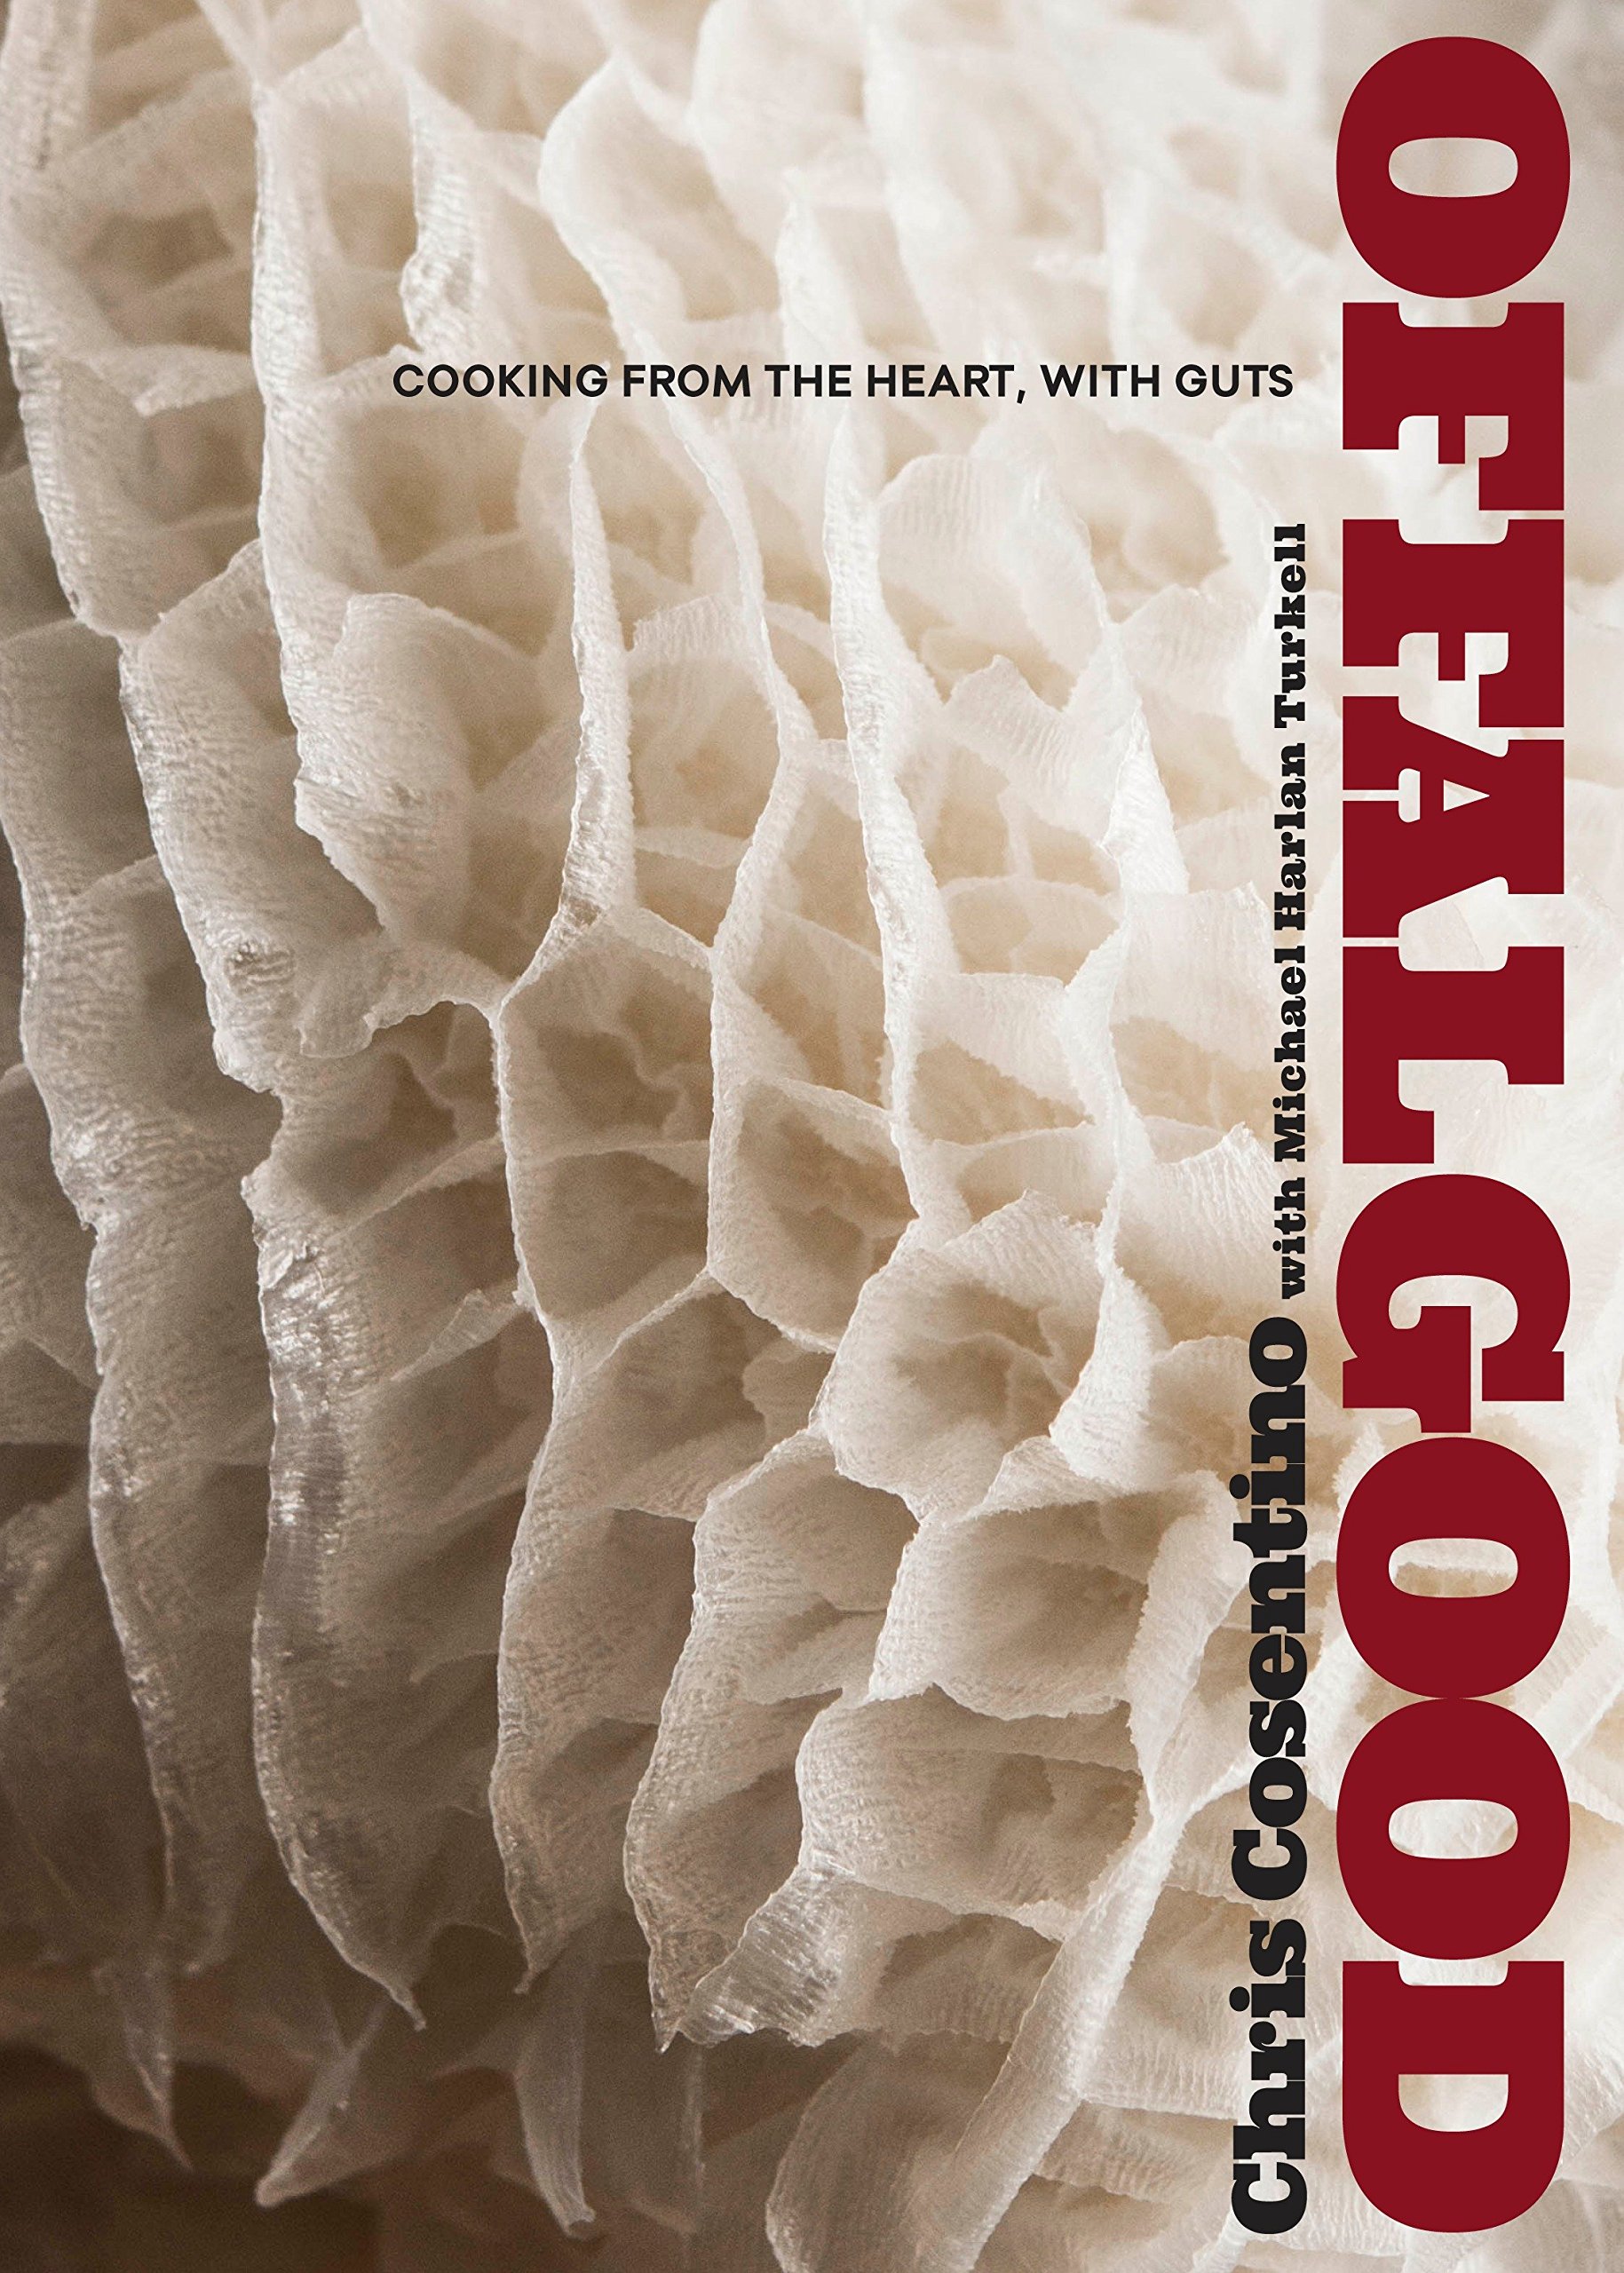 OFFAL GOOD
COOKING FROM THE HEART, WITH GUTS
Chris Cosentino with Michael Harlan Turkell